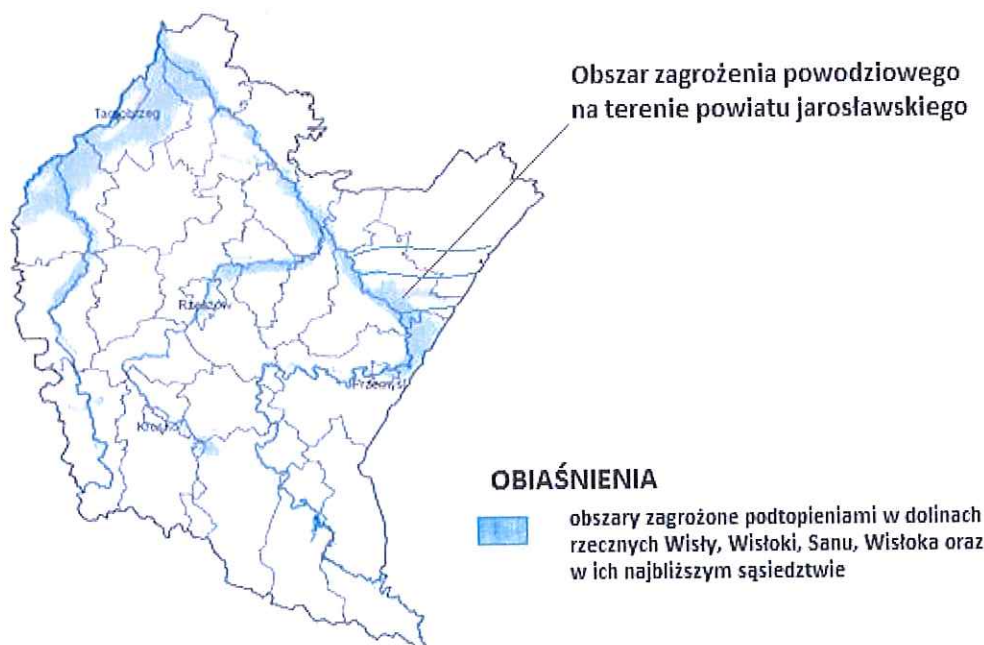 Obszar zagrożenia powodziowego
na terenie powiatu jarosławskiego
Tarnobrzeg
Rzeszów
Przemyśl
Krosno
OBIAŚNIENIA
obszary zagrożone podtopieniami w dolinach
rzecznych Wisły, Wisłoki, Sanu, Wisłoka oraz
w ich najbliższym sąsiedztwie